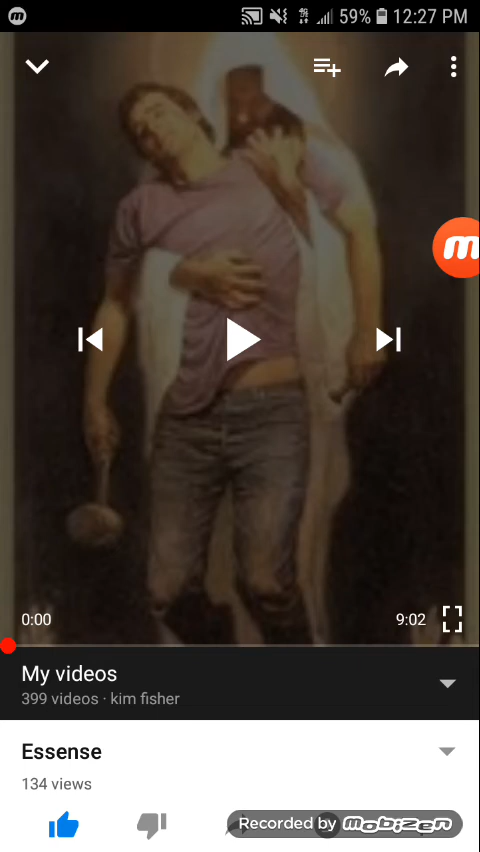 59% 12:27 PM
0:00
9:02
My videos
399 videos · kim fisher
Essense
134 views
Recorded by mobizen